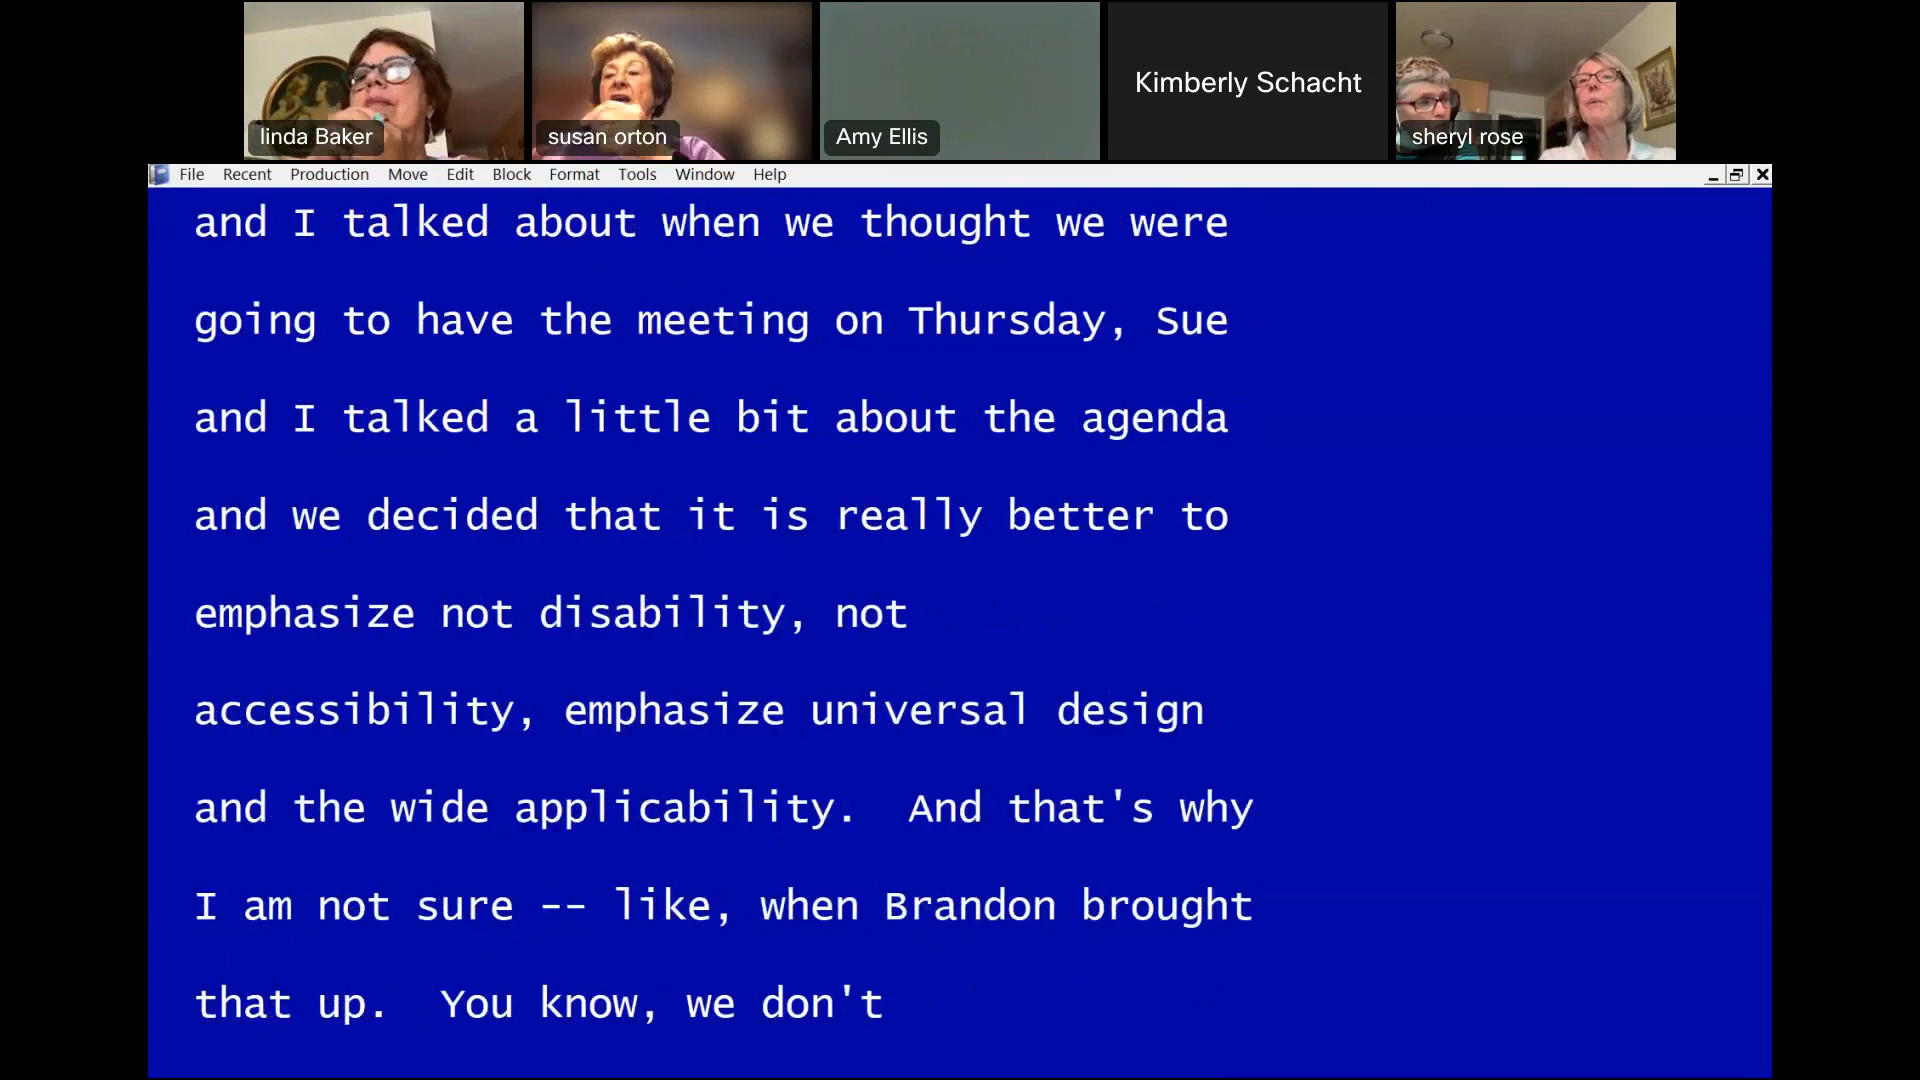 linda Baker
susan orton
Amy Ellis
Kimberly Schacht
sheryl rose
File Recent Production Move Edit Block Format Tools Window Help
and I talked about when we thought we were
going to have the meeting on Thursday, Sue
and I talked a little bit about the agenda
and we decided that it is really better to
emphasize not disability, not
accessibility, emphasize universal design
and the wide applicability.  And that's why
I am not sure -- like, when Brandon brought
that up.  You know, we don't